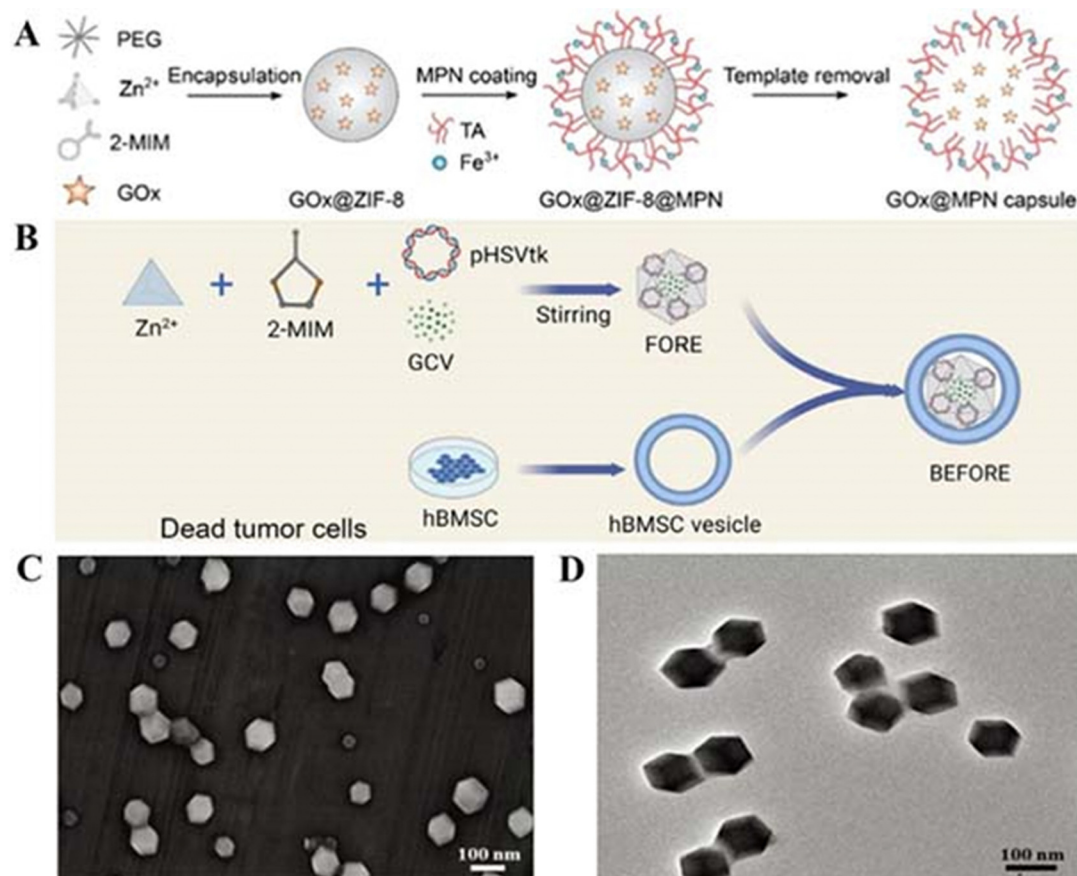 A
PEG
Zn2+
2-MIM
GOx
Encapsulation
GOx@ZIF-8
MPN coating
TA
Fe3+
GOx@ZIF-8@MPN
Template removal
GOx@MPN capsule
B
Zn2+
+
2-MIM
+
pHSVtk
GCV
Stirring
FORE
hBMSC
hBMSC vesicle
BEFORE
Dead tumor cells
C
100 nm
D
100 nm